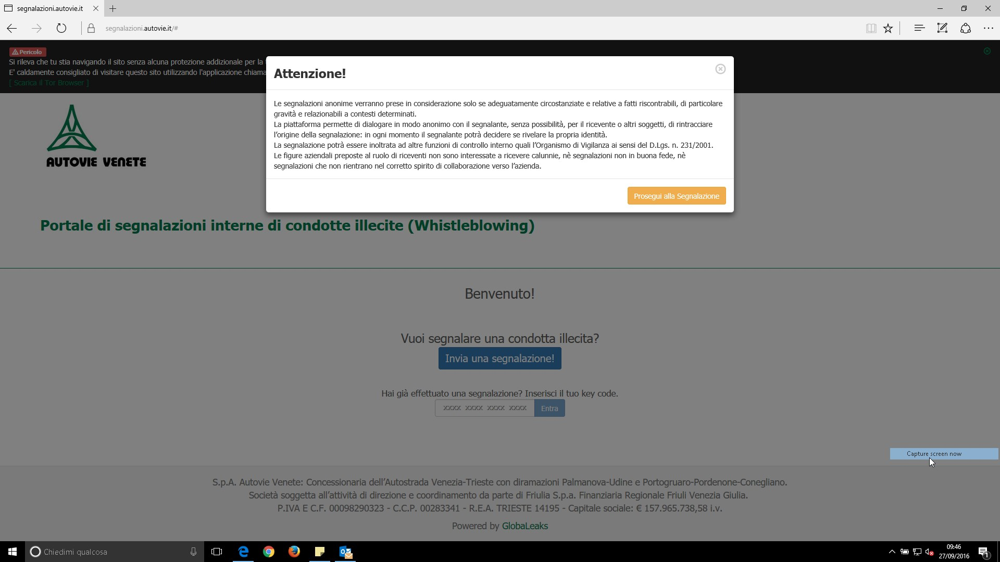 segnalazioni.autovie.it
segnalazioni.autovie.it/#
Pericolo
Si rileva che tu stia navigando il sito senza alcuna protezione addizionale per la
E' caldamente consigliato di visitare questo sito utilizzando l'applicazione chiama
[ Scarica il Tor Browser ]
Attenzione!
Le segnalazioni anonime verranno prese in considerazione solo se adeguatamente circostanziate e relative a fatti riscontrabili, di particolare
gravità e relazionabili a contesti determinati.
La piattaforma permette di dialogare in modo anonimo con il segnalante, senza possibilità, per il ricevente o altri soggetti, di rintracciare
l’origine della segnalazione: in ogni momento il segnalante potrà decidere se rivelare la propria identità.
La segnalazione potrà essere inoltrata ad altre funzioni di controllo interno quali l’Organismo di Vigilanza ai sensi del D.Lgs. n. 231/2001.
Le figure aziendali preposte al ruolo di riceventi non sono interessate a ricevere calunnie, nè segnalazioni non in buona fede, nè
segnalazioni che non rientrano nel corretto spirito di collaborazione verso l’azienda.
Prosegui alla Segnalazione
AUTOVIE VENETE
Portale di segnalazioni interne di condotte illecite (Whistleblowing)
Benvenuto!
Vuoi segnalare una condotta illecita?
Invia una segnalazione!
Hai già effettuato una segnalazione? Inserisci il tuo key code.
xxxx xxxx xxxx xxxx Entra
Capture screen now
S.p.A. Autovie Venete: Concessionaria dell’Autostrada Venezia-Trieste con diramazioni Palmanova-Udine e Portogruaro-Pordenone-Conegliano.
Società soggetta all’attività di direzione e coordinamento da parte di Friulia S.p.a. Finanziaria Regionale Friuli Venezia Giulia.
P.IVA E C.F. 00098290323 - C.C.P. 00283341 - R.E.A. TRIESTE 14195 - Capitale sociale: € 157.965.738,58 i.v.
Powered by GlobaLeaks
Chiedimi qualcosa
09:46
27/09/2016
1